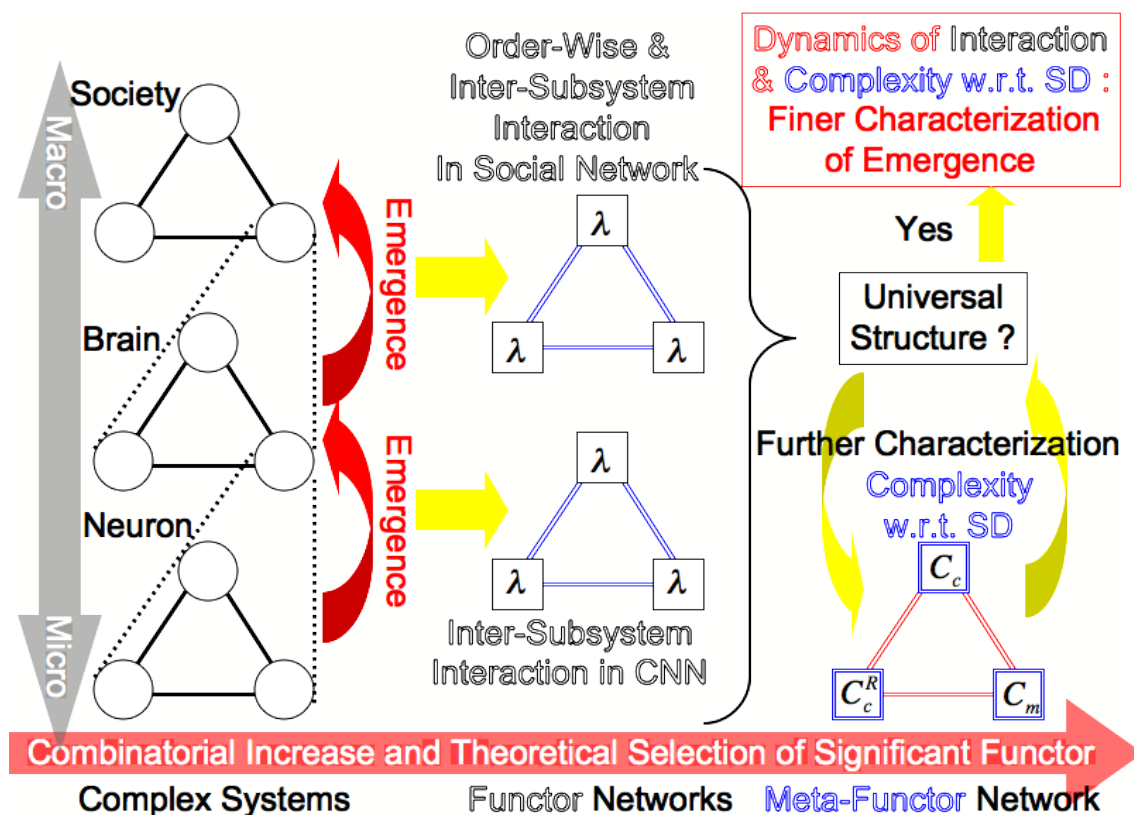 Macro
Micro
Society
Brain
Neuron
Emergence
Emergence
Order-Wise &
Inter-Subsystem
Interaction
In Social Network
λ
λ
λ
λ
λ
λ
Inter-Subsystem
Interaction in CNN
Dynamics of Interaction
& Complexity w.r.t. SD :
Finer Characterization
of Emergence
Yes
Universal
Structure ?
Further Characterization
Complexity
w.r.t. SD
C_c
C_c^R
C_m
Combinatorial Increase and Theoretical Selection of Significant Functor
Complex Systems
Functor Networks
Meta-Functor Network